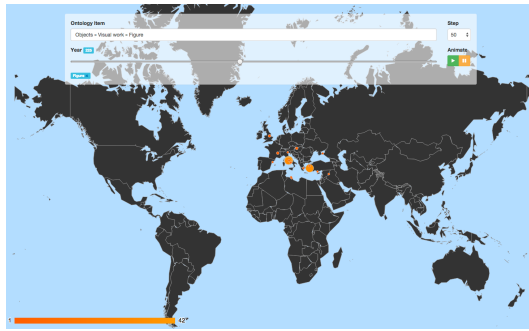 Ontology Item
Step
Objects » Visual work » Figure
50
Year
Animate
Figure
1
42